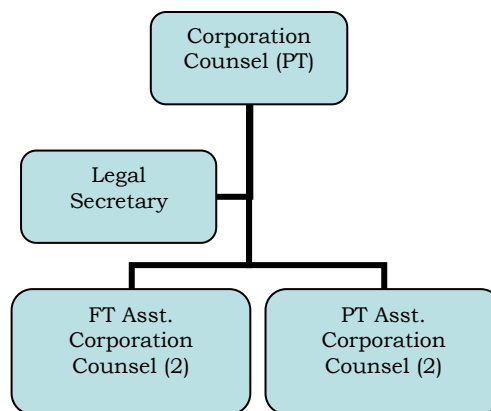 Corporation
Counsel (PT)
Legal
Secretary
FT Asst.
Corporation
Counsel (2)
PT Asst.
Corporation
Counsel (2)